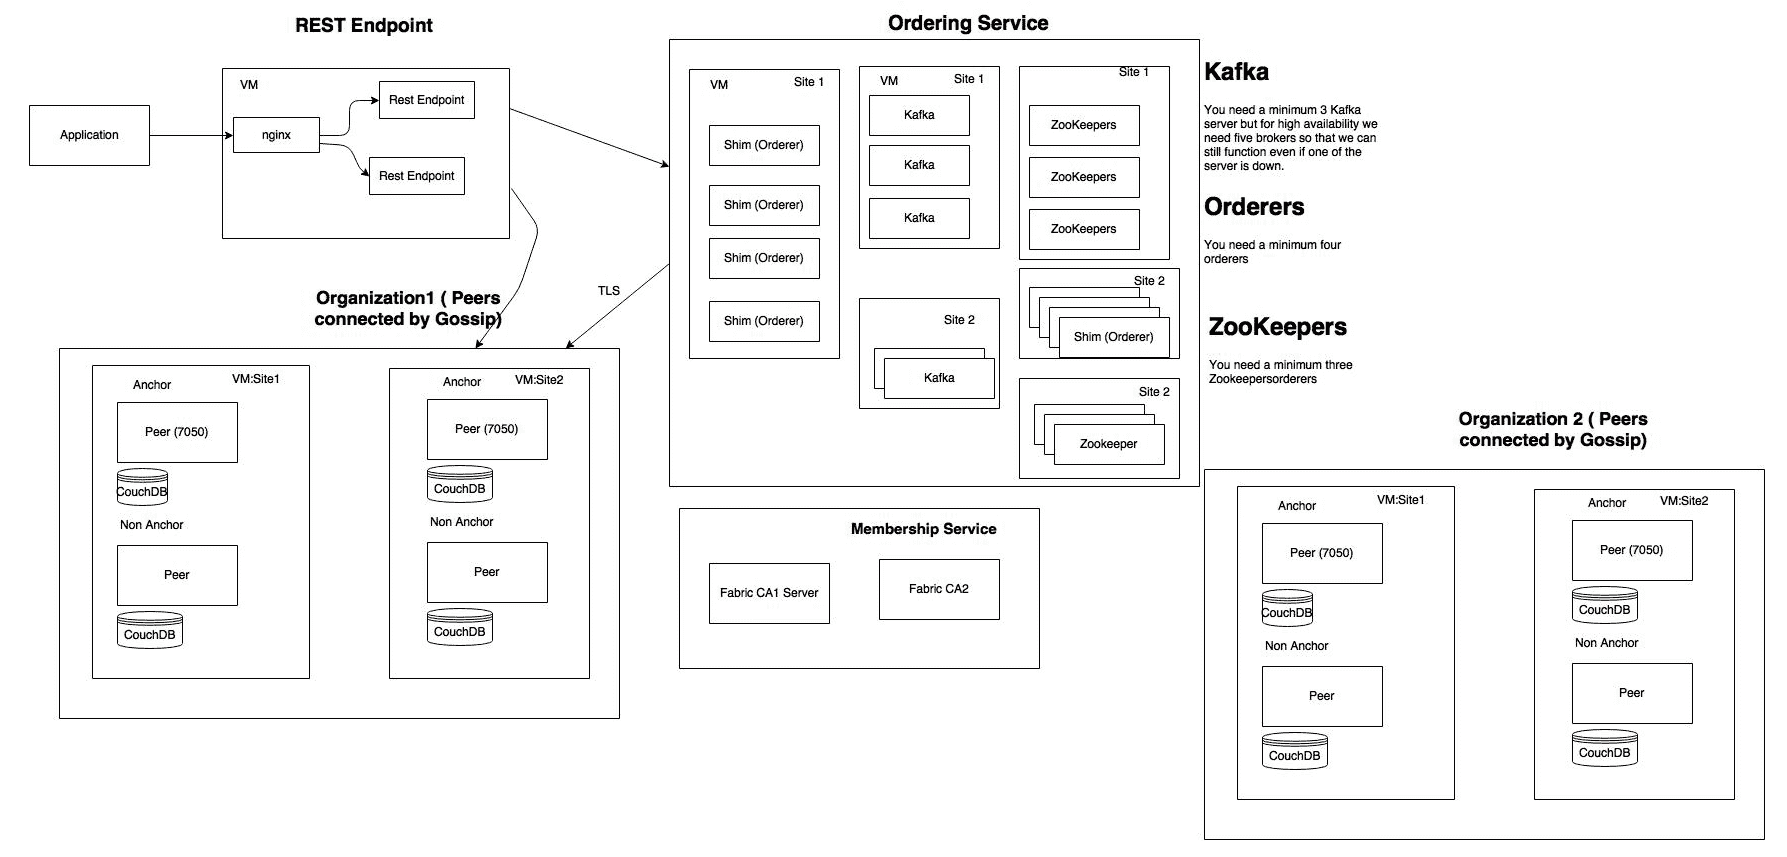 REST Endpoint
VM
Application
nginx
Rest Endpoint
Rest Endpoint
Ordering Service
VM
Site 1
Shim (Orderer)
Shim (Orderer)
Shim (Orderer)
Shim (Orderer)
VM
Site 1
Kafka
Kafka
Kafka
Site 1
ZooKeepers
ZooKeepers
ZooKeepers
Site 2
Kafka
Site 2
Shim (Orderer)
Site 2
Zookeeper
Kafka
You need a minimum 3 Kafka
server but for high availability we
need five brokers so that we can
still function even if one of the
server is down.
Orderers
You need a minimum four
orderers
ZooKeepers
You need a minimum three
Zookeepersorderers
TLS
Organization1 ( Peers
connected by Gossip)
Anchor
VM:Site1
Peer (7050)
CouchDB
Non Anchor
Peer
CouchDB
Anchor
VM:Site2
Peer (7050)
CouchDB
Non Anchor
Peer
CouchDB
Membership Service
Fabric CA1 Server
Fabric CA2
Organization 2 ( Peers
connected by Gossip)
Anchor
VM:Site1
Peer (7050)
CouchDB
Non Anchor
Peer
CouchDB
Anchor
VM:Site2
Peer (7050)
CouchDB
Non Anchor
Peer
CouchDB